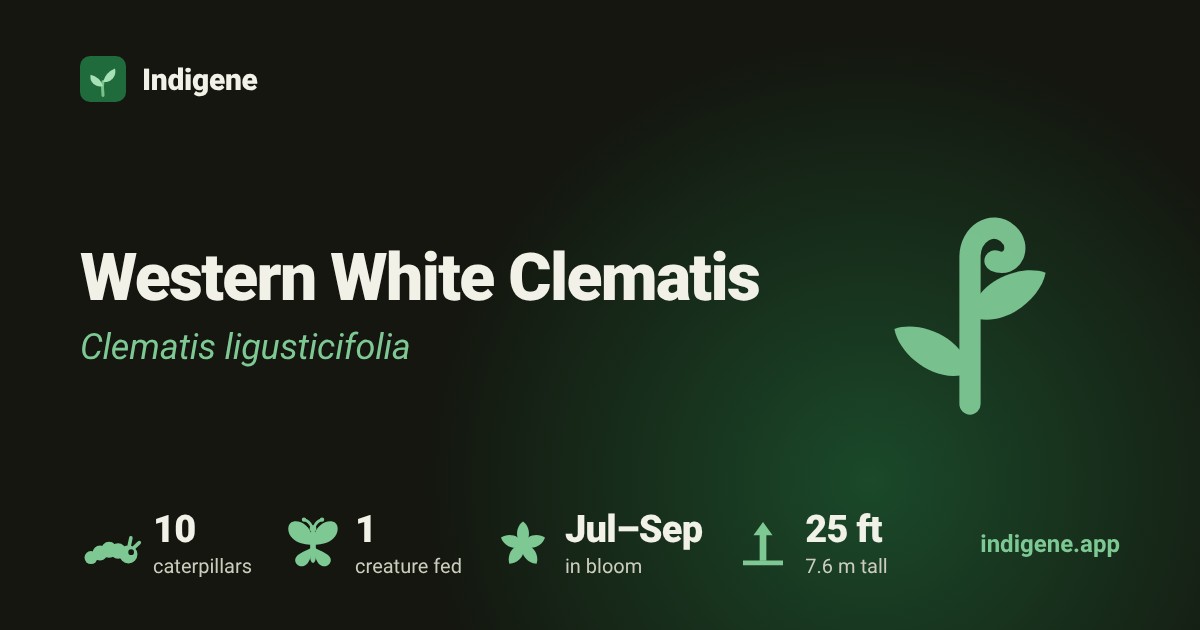 Indigene
Western White Clematis
Clematis ligusticifolia
10
caterpillars
1
creature fed
Jul–Sep
in bloom
25 ft
7.6 m tall
indigene.app